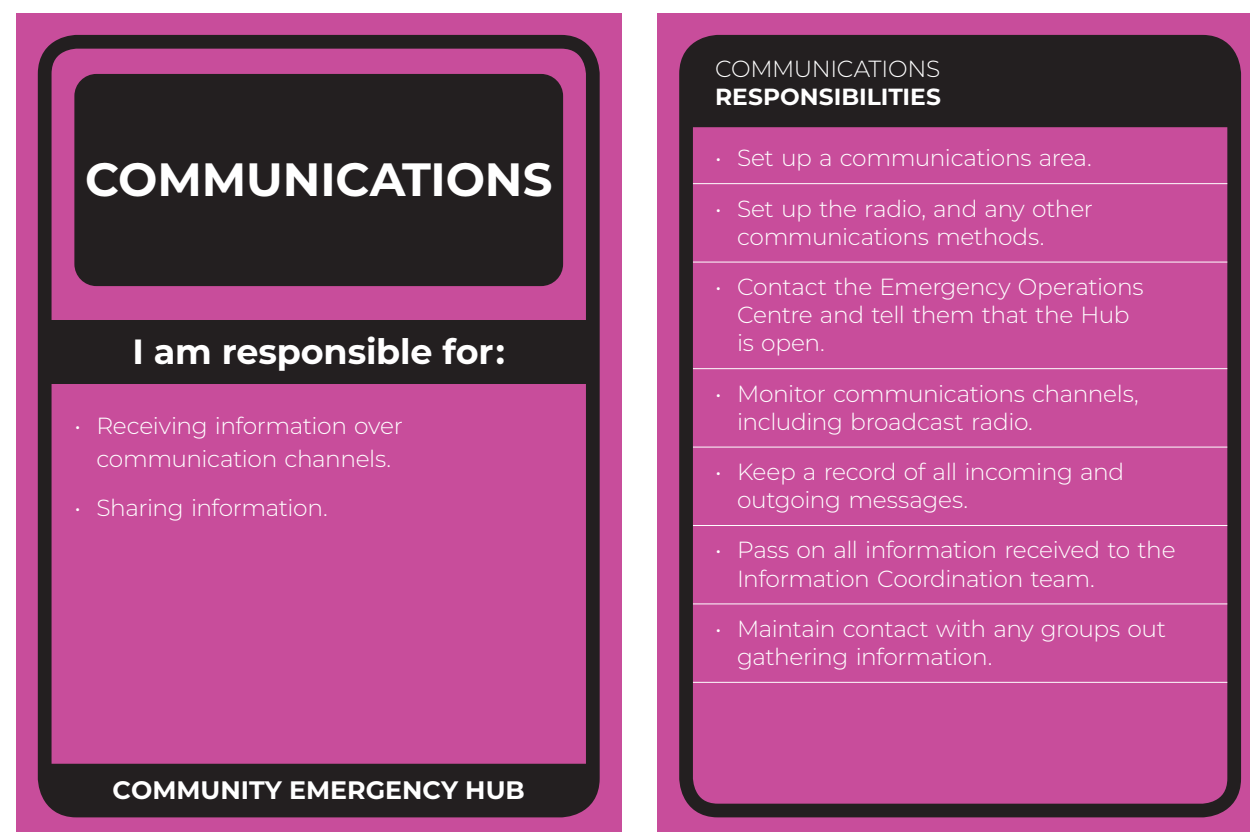 COMMUNICATIONS
I am responsible for:
· Receiving information over
communication channels.
· Sharing information.
COMMUNITY EMERGENCY HUB
COMMUNICATIONS
RESPONSIBILITIES
· Set up a communications area.
· Set up the radio, and any other
communications methods.
· Contact the Emergency Operations
Centre and tell them that the Hub
is open.
· Monitor communications channels,
including broadcast radio.
· Keep a record of all incoming and
outgoing messages.
· Pass on all information received to the
Information Coordination team.
· Maintain contact with any groups out
gathering information.